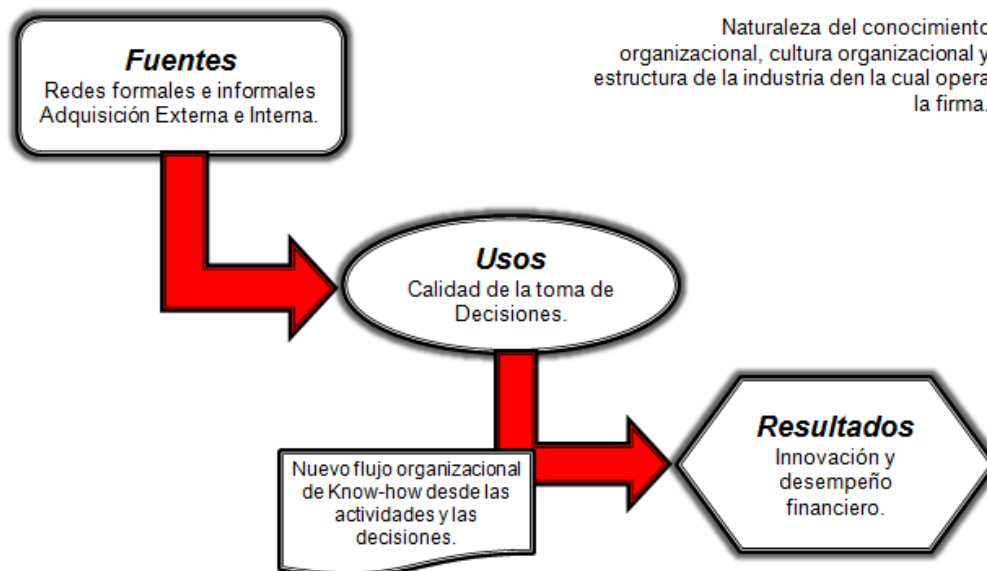 Fuentes
Redes formales e informales
Adquisición Externa e Interna.
Naturaleza del conocimiento
organizacional, cultura organizacional y
estructura de la industria den la cual opera
la firma.
Usos
Calidad de la toma de
Decisiones.
Nuevo flujo organizacional
de Know-how desde las
actividades y las
decisiones.
Resultados
Innovación y
desempeño
financiero.